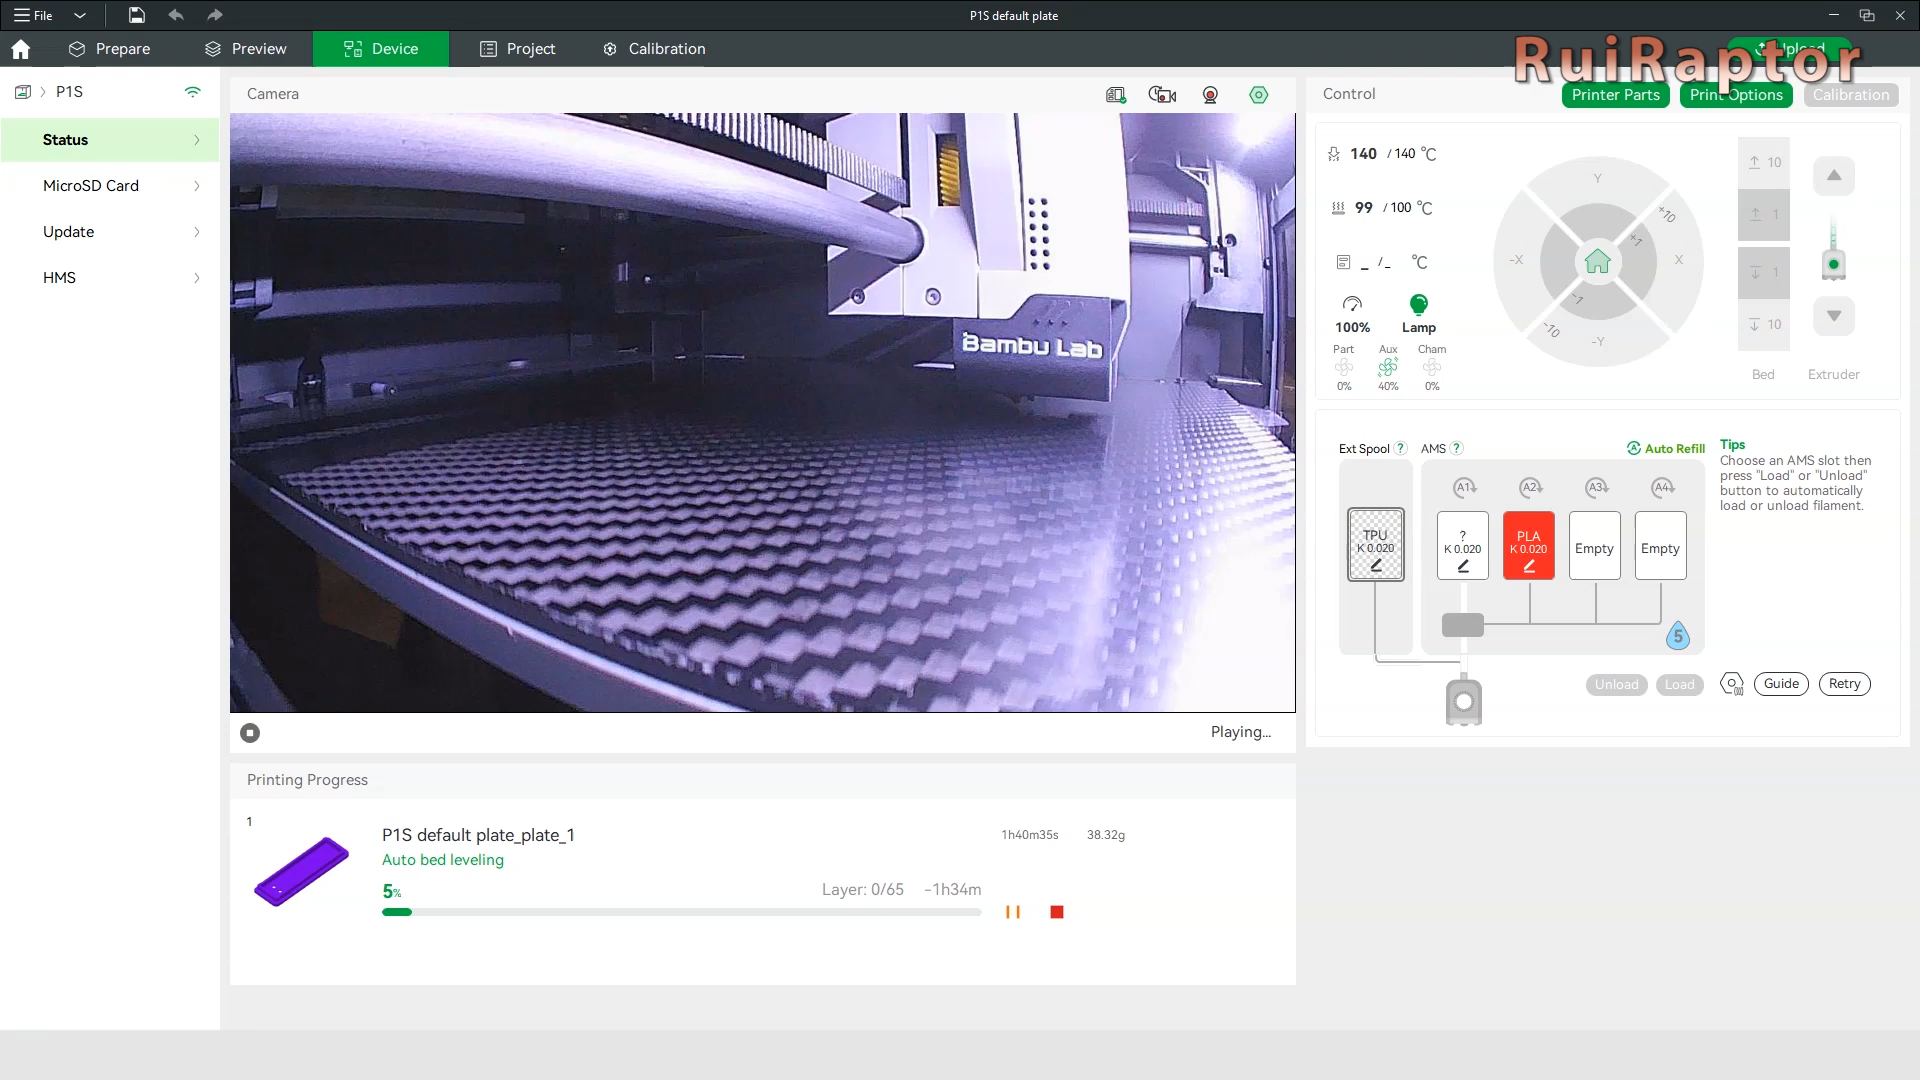 File
P1S default plate
Prepare
Preview
Device
Project
Calibration
Upload
RuiRaptor
P1S
Status
MicroSD Card
Update
HMS
Camera
Bambu Lab
Playing...
Printing Progress
1
P1S default plate_plate_1
1h40m35s 38.32g
Auto bed leveling
5%
Layer: 0/65 -1h34m
Control
Printer Parts
Print Options
Calibration
140 / 140 °C
99 / 100 °C
_ /_ °C
100% Lamp
Part Aux Cham
0% 40% 0%
Y
+10
+1
-X
X
-1
-10
-Y
10
1
1
10
Bed
Extruder
Ext Spool ?
AMS ?
Auto Refill
A1 A2 A3 A4
TPU
K 0.020
?
K 0.020
PLA
K 0.020
Empty
Empty
5
Tips
Choose an AMS slot then
press "Load" or "Unload"
button to automatically
load or unload filament.
Unload
Load
Guide
Retry